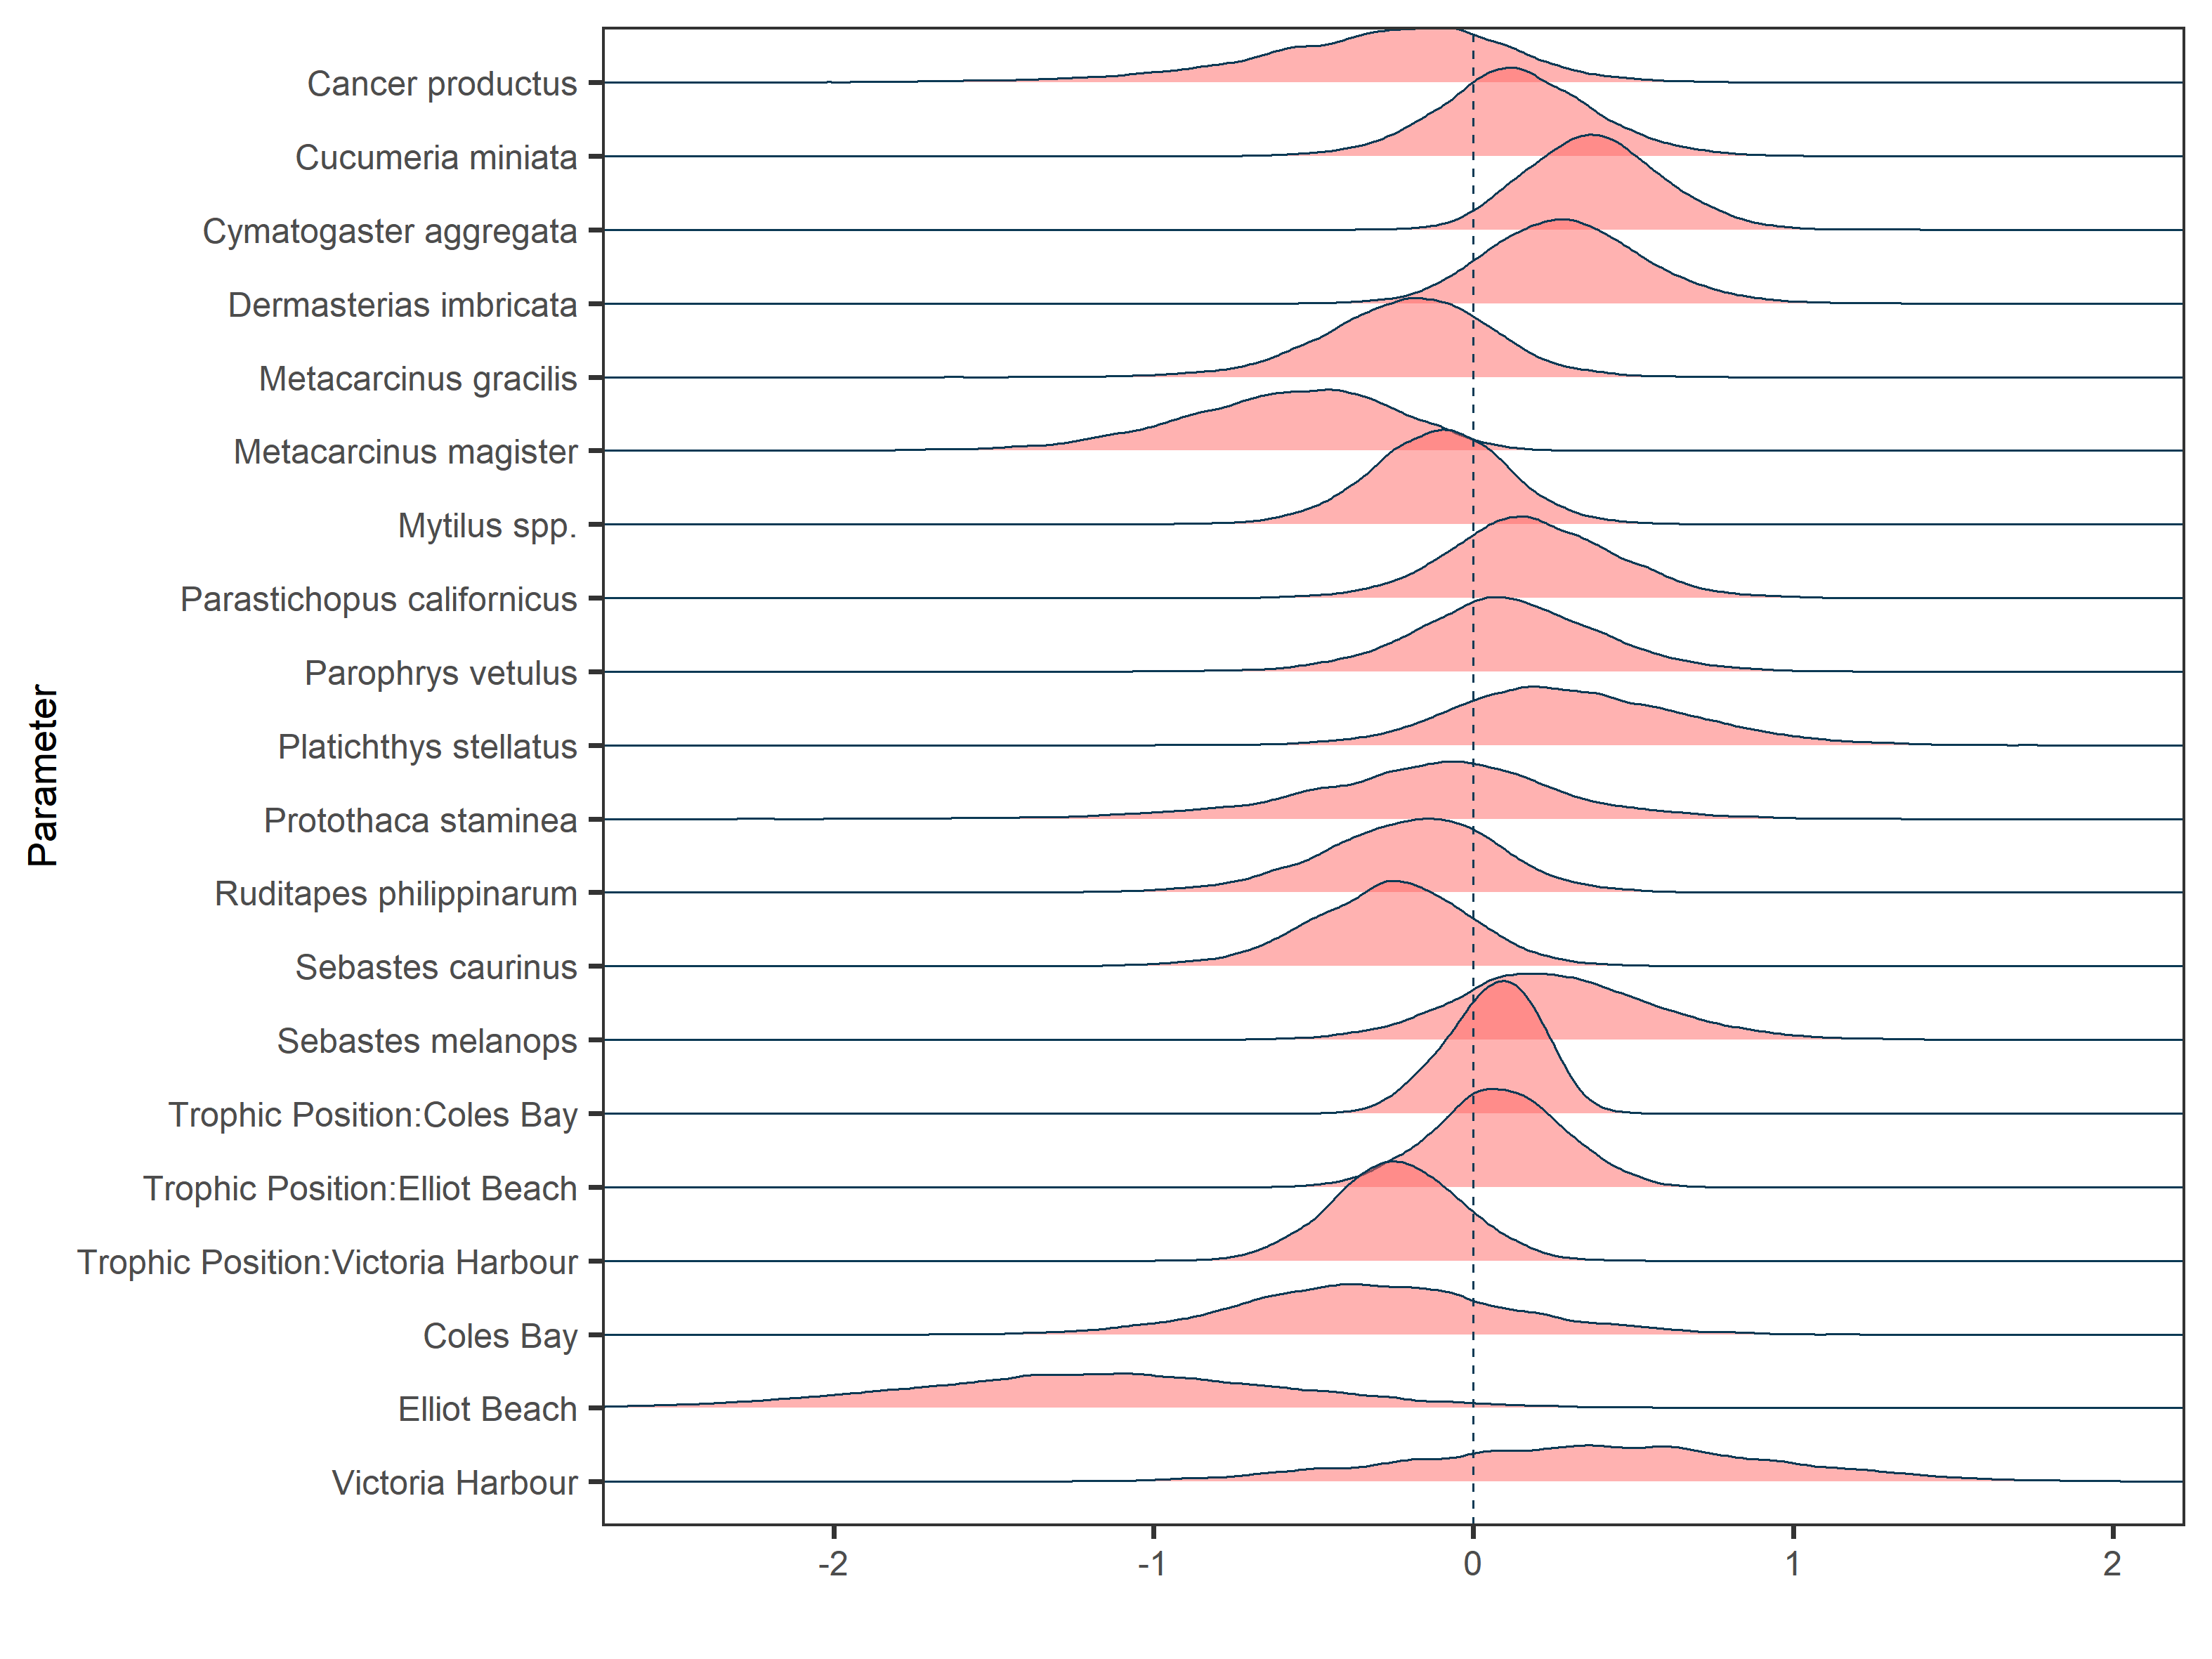 Parameter
Cancer productus
Cucumeria miniata
Cymatogaster aggregata
Dermasterias imbricata
Metacarcinus gracilis
Metacarcinus magister
Mytilus spp.
Parastichopus californicus
Parophrys vetulus
Platichthys stellatus
Protothaca staminea
Ruditapes philippinarum
Sebastes caurinus
Sebastes melanops
Trophic Position:Coles Bay
Trophic Position:Elliot Beach
Trophic Position:Victoria Harbour
Coles Bay
Elliot Beach
Victoria Harbour
-2 -1 0 1 2